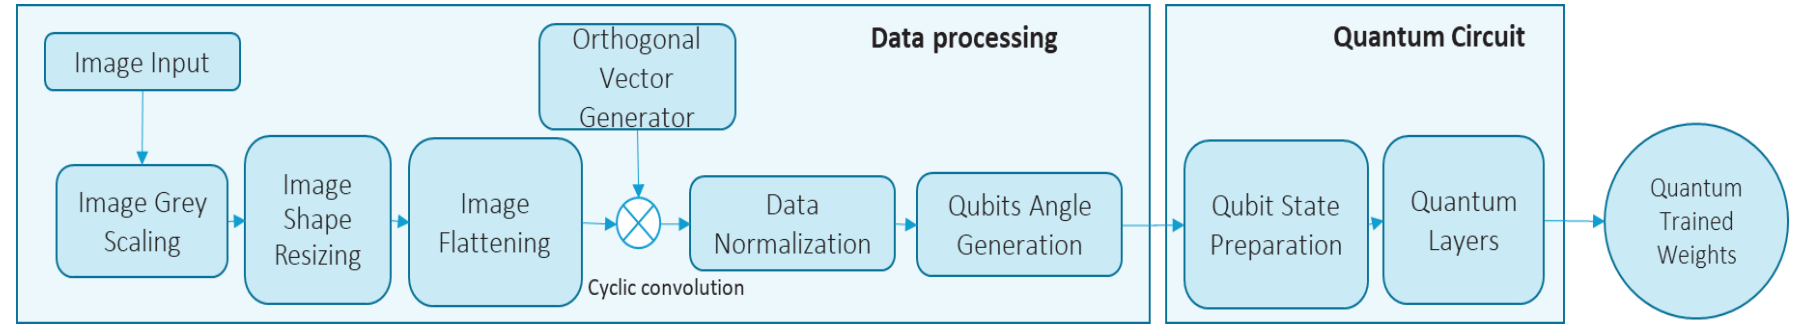 Data processing
Image Input
Orthogonal
Vector
Generator
Image Grey
Scaling
Image
Shape
Resizing
Image
Flattening
Cyclic convolution
Data
Normalization
Qubits Angle
Generation
Quantum Circuit
Qubit State
Preparation
Quantum
Layers
Quantum
Trained
Weights